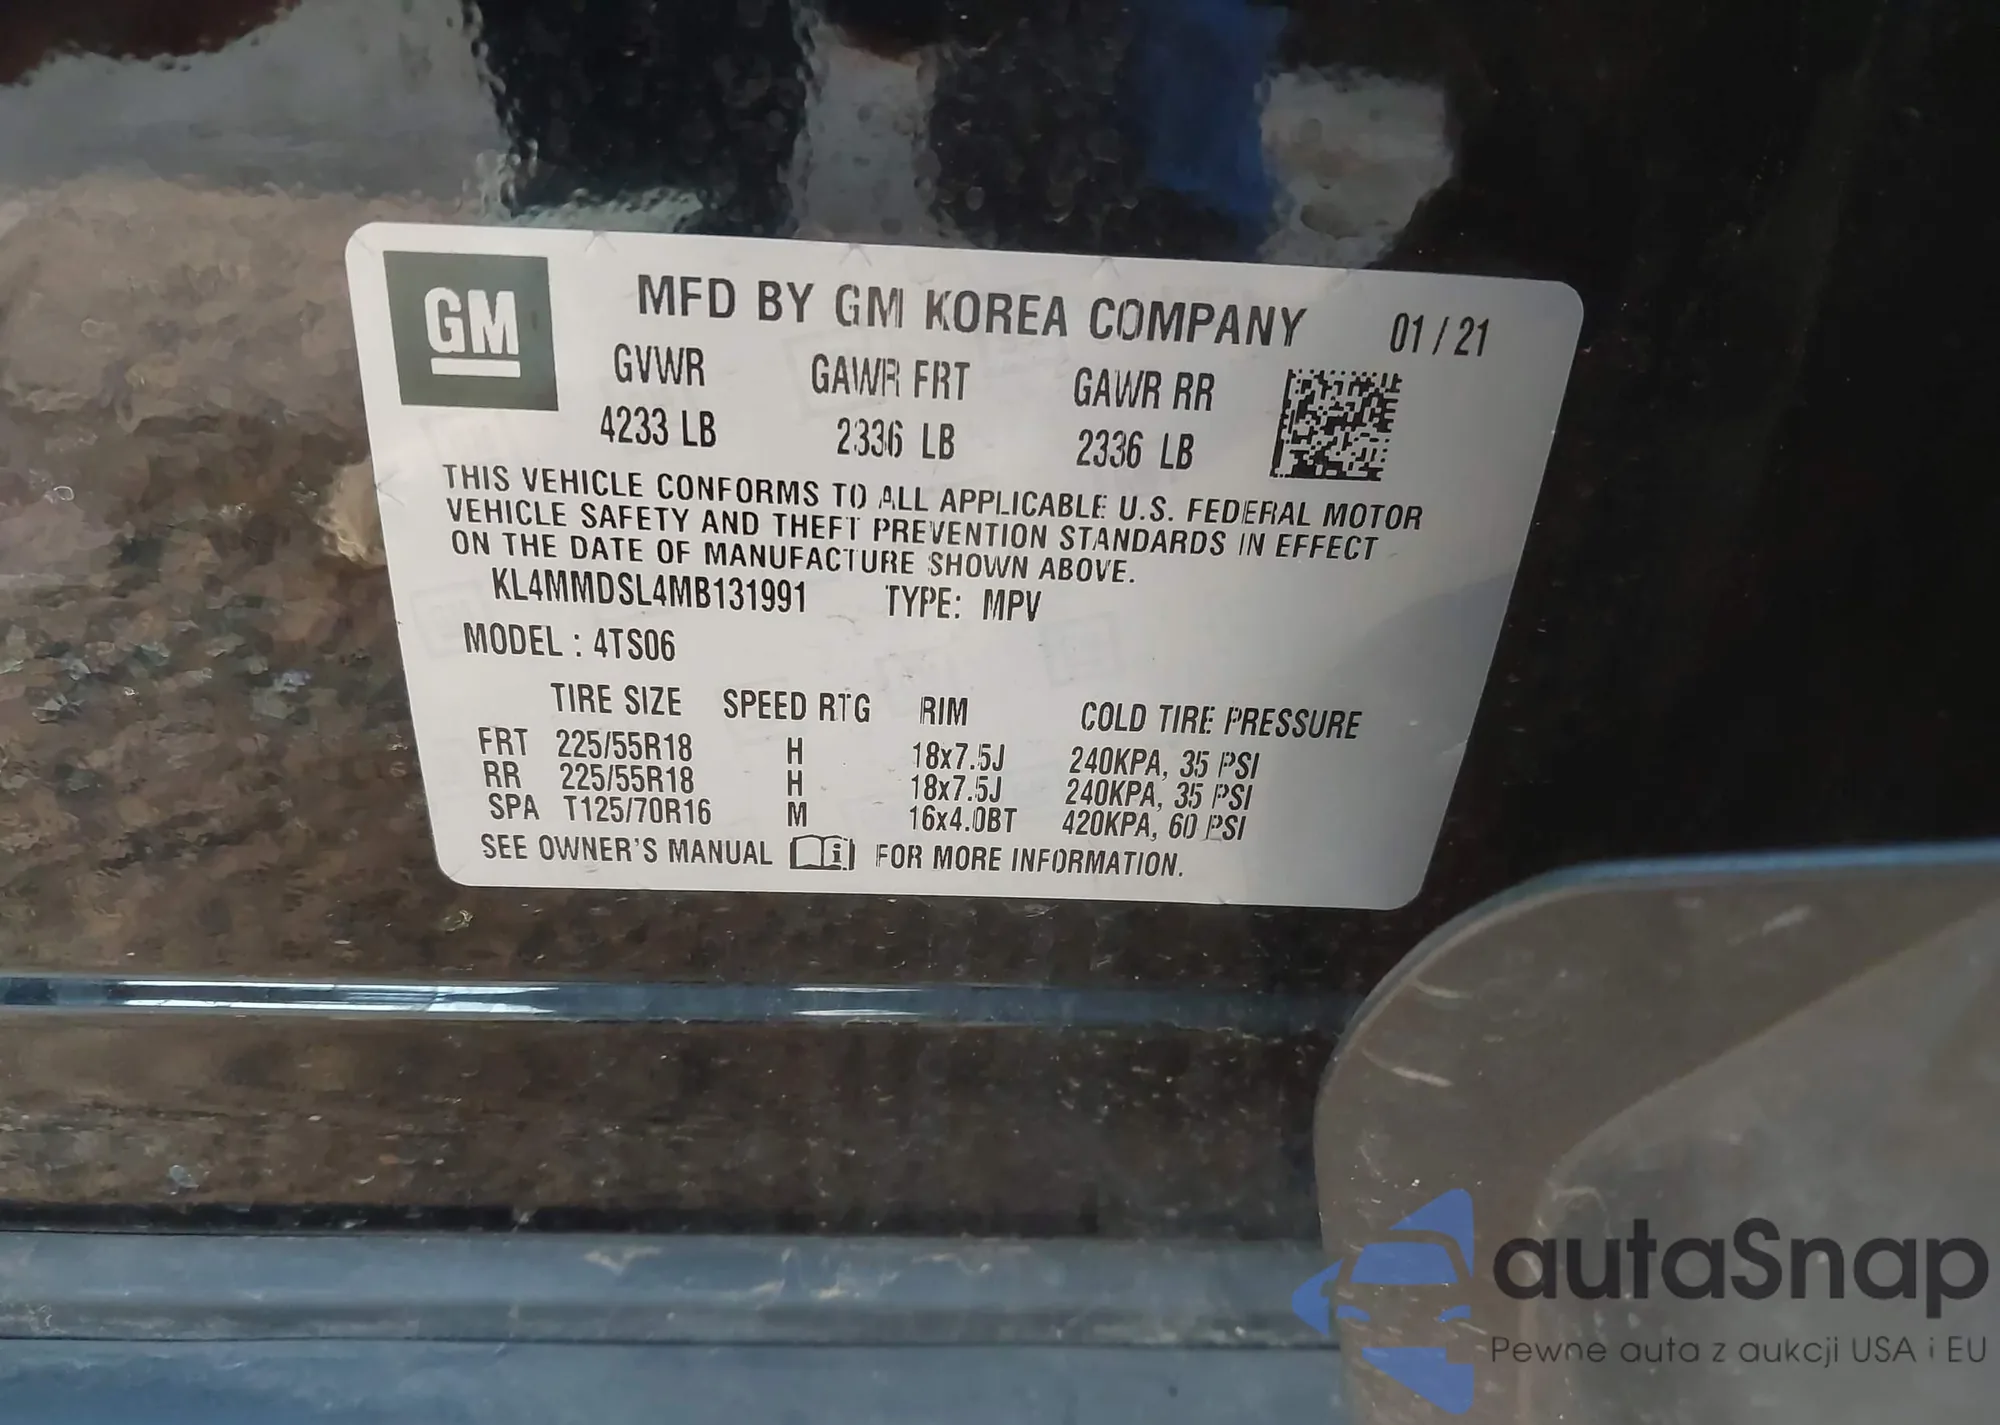 GM
MFD BY GM KOREA COMPANY 01 / 21
GVWR GAWR FRT GAWR RR
4233 LB 2336 LB 2336 LB
THIS VEHICLE CONFORMS TO ALL APPLICABLE U.S. FEDERAL MOTOR
VEHICLE SAFETY AND THEFT PREVENTION STANDARDS IN EFFECT
ON THE DATE OF MANUFACTURE SHOWN ABOVE.
KL4MMDSL4MB131991 TYPE: MPV
MODEL : 4TS06
TIRE SIZE SPEED RTG RIM COLD TIRE PRESSURE
FRT 225/55R18 H 18x7.5J 240KPA, 35 PSI
RR 225/55R18 H 18x7.5J 240KPA, 35 PSI
SPA T125/70R16 M 16x4.0BT 420KPA, 60 PSI
SEE OWNER'S MANUAL FOR MORE INFORMATION.
autaSnap
Pewne auta z aukcji USA i EU